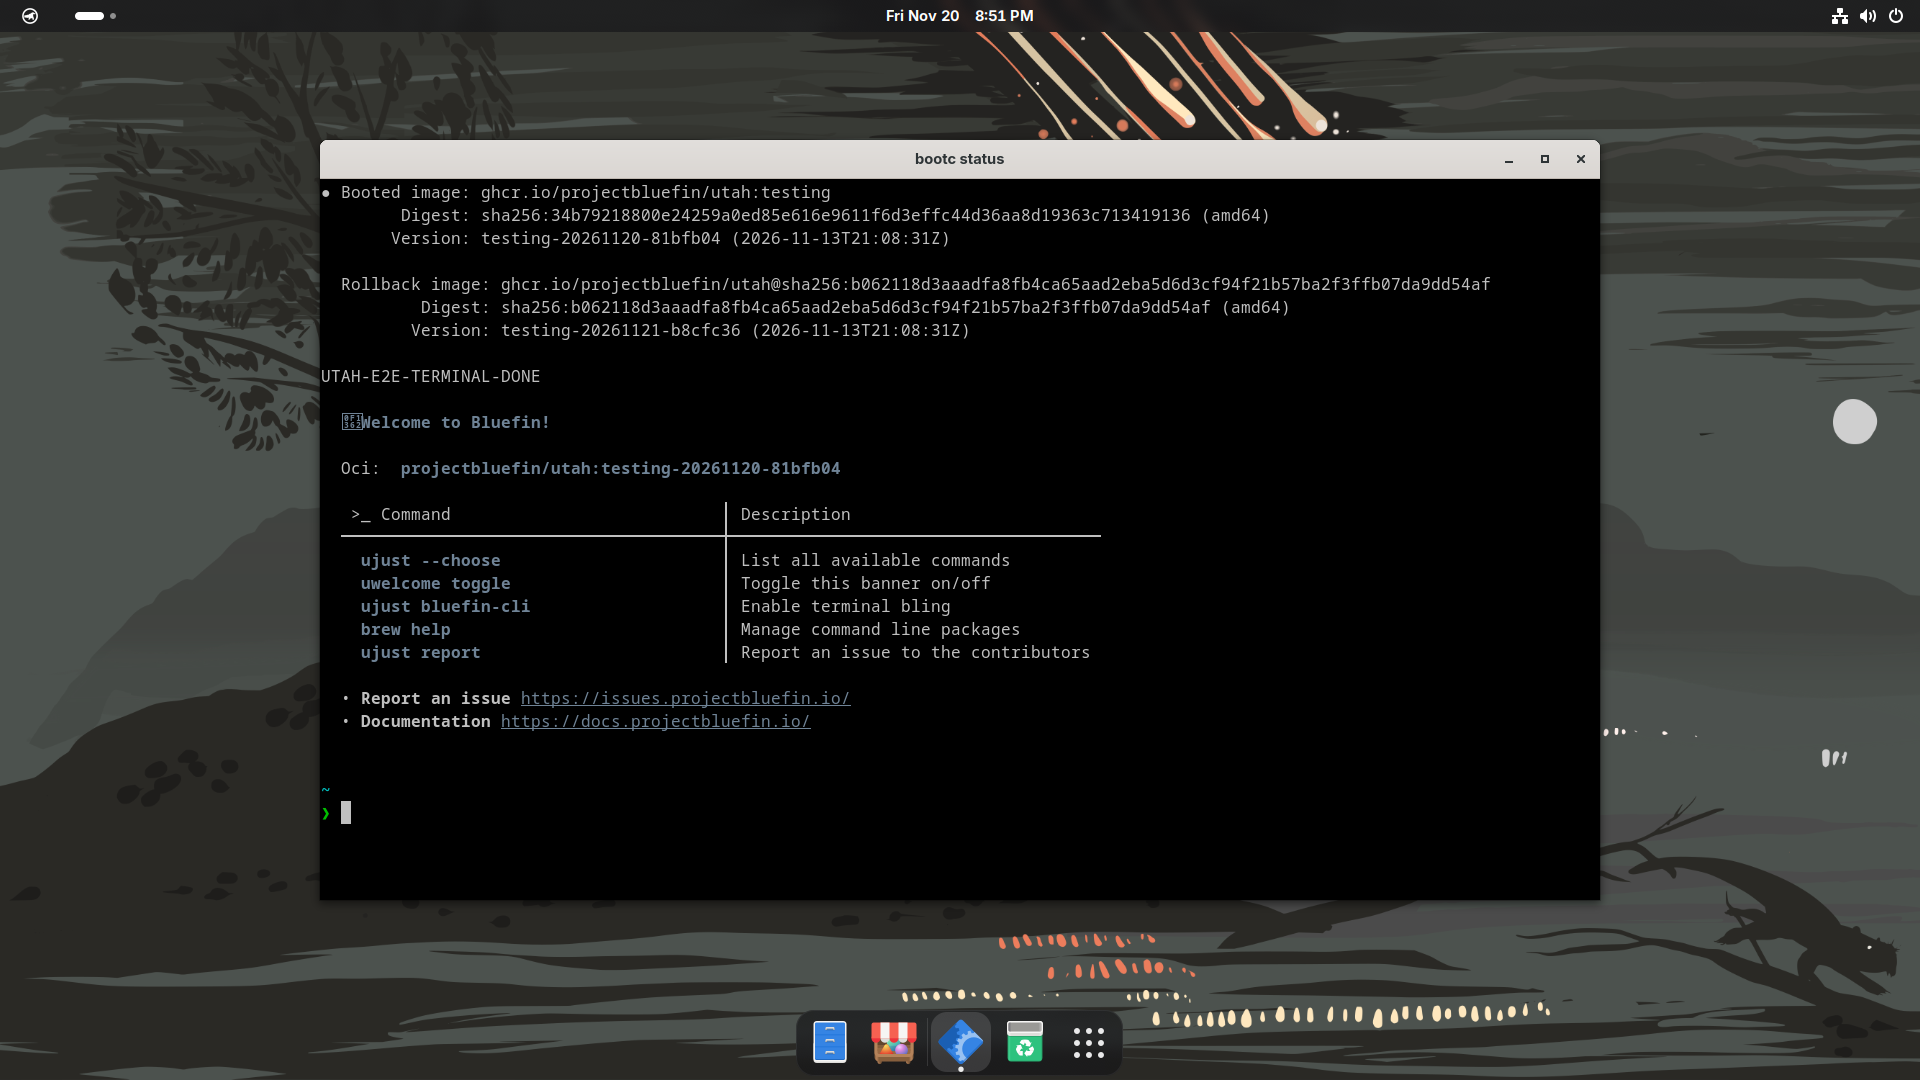 Fri Nov 20 8:51 PM
bootc status
● Booted image: ghcr.io/projectbluefin/utah:testing
Digest: sha256:34b79218800e24259a0ed85e616e9611f6d3effc44d36aa8d19363c713419136 (amd64)
Version: testing-20261120-81bfb04 (2026-11-13T21:08:31Z)
Rollback image: ghcr.io/projectbluefin/utah@sha256:b062118d3aaadfa8fb4ca65aad2eba5d6d3cf94f21b57ba2f3ffb07da9dd54af
Digest: sha256:b062118d3aaadfa8fb4ca65aad2eba5d6d3cf94f21b57ba2f3ffb07da9dd54af (amd64)
Version: testing-20261121-b8cfc36 (2026-11-13T21:08:31Z)
UTAH-E2E-TERMINAL-DONE
Welcome to Bluefin!
Oci: projectbluefin/utah:testing-20261120-81bfb04
>_ Command │ Description
ujust --choose │ List all available commands
uwelcome toggle │ Toggle this banner on/off
ujust bluefin-cli │ Enable terminal bling
brew help │ Manage command line packages
ujust report │ Report an issue to the contributors
• Report an issue https://issues.projectbluefin.io/
• Documentation https://docs.projectbluefin.io/
~
❯